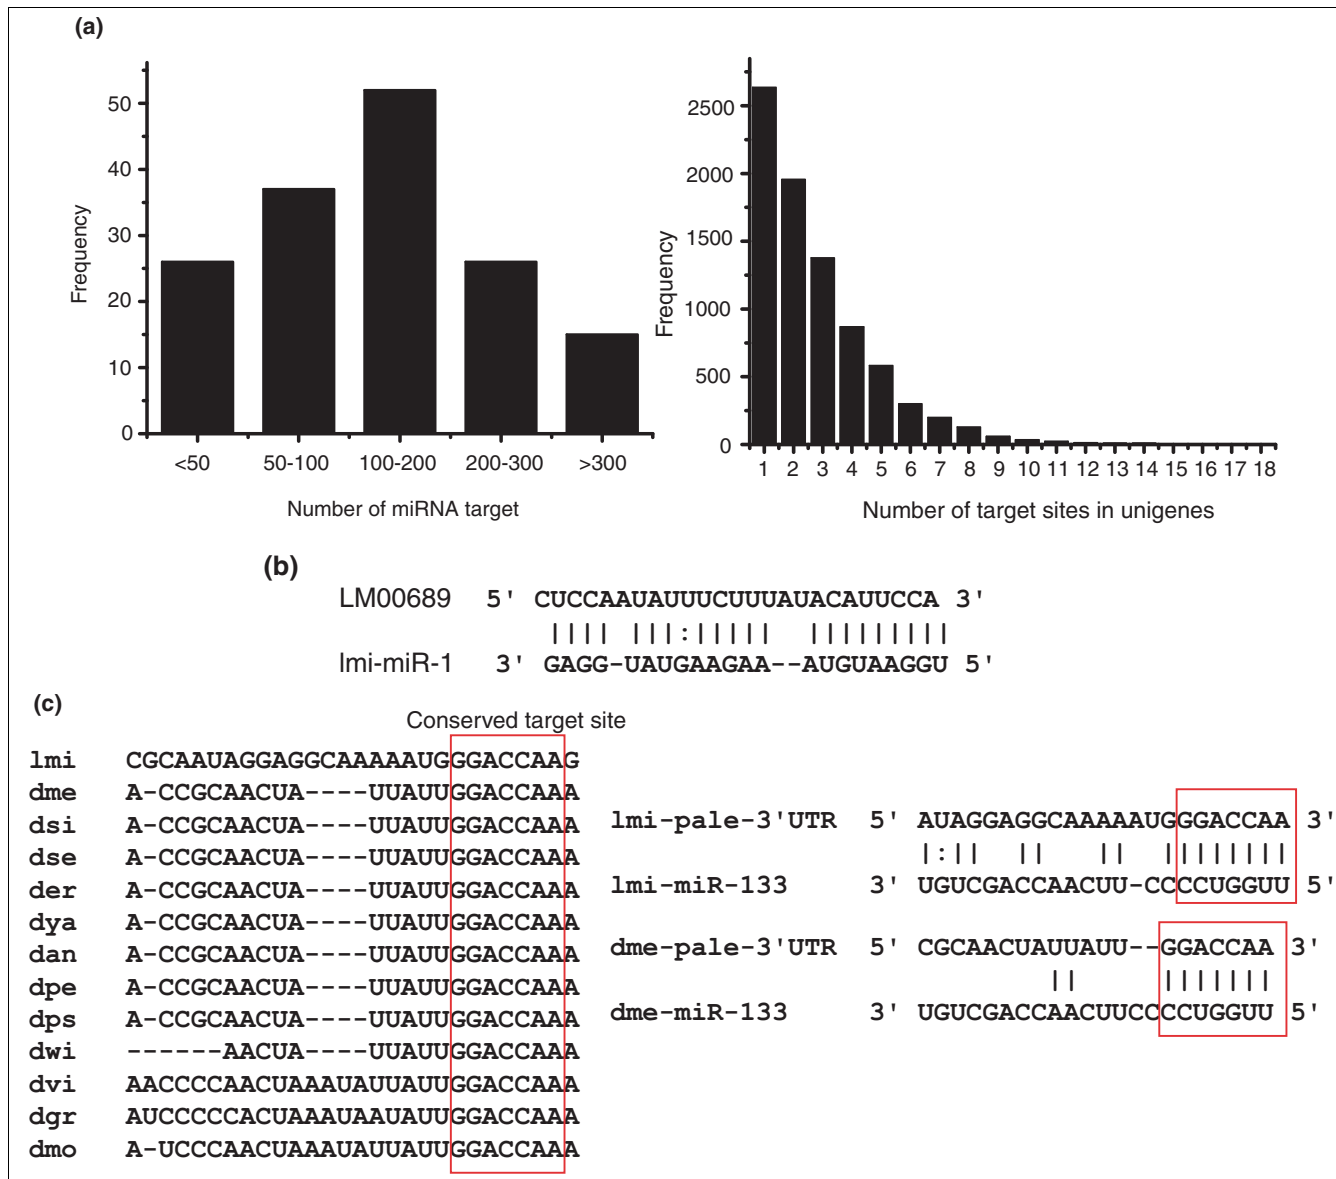 (a)
50
40
30
20
10
0
Frequency
<50 50-100 100-200 200-300 >300
Number of miRNA target
2500
2000
1500
1000
500
0
Frequency
1 2 3 4 5 6 7 8 9 10 11 12 13 14 15 16 17 18
Number of target sites in unigenes
(b)
LM00689 5' CUCCAAUAUUUCUUUAUACAUUCCA 3'
|||| |||:||||| |||||||||
lmi-miR-1 3' GAGG-UAUGAAGAA--AUGUAAGGU 5'
(c)
Conserved target site
lmi CGCAAUAGGAGGCAAAAAUGGGACCAAG
dme A-CCGCAACUA----UUAUUGGACCAAA
dsi A-CCGCAACUA----UUAUUGGACCAAA
dse A-CCGCAACUA----UUAUUGGACCAAA
der A-CCGCAACUA----UUAUUGGACCAAA
dya A-CCGCAACUA----UUAUUGGACCAAA
dan A-CCGCAACUA----UUAUUGGACCAAA
dpe A-CCGCAACUA----UUAUUGGACCAAA
dps A-CCGCAACUA----UUAUUGGACCAAA
dwi ------AACUA----UUAUUGGACCAAA
dvi AACCCCAACUAAAUAUUAUUGGACCAAA
dgr AUCCCCCACUAAAUAAUAUUGGACCAAA
dmo A-UCCCAACUAAAUAUUAUUGGACCAAA
lmi-pale-3'UTR 5' AUAGGAGGCAAAAAUGGGACCAA 3'
|:|| || || ||||||||
lmi-miR-133 3' UGUCGACCAACUU-CCCCUGGUU 5'
dme-pale-3'UTR 5' CGCAACUAUUAUU--GGACCAA 3'
|| |||||||
dme-miR-133 3' UGUCGACCAACUUCCCCUGGUU 5'